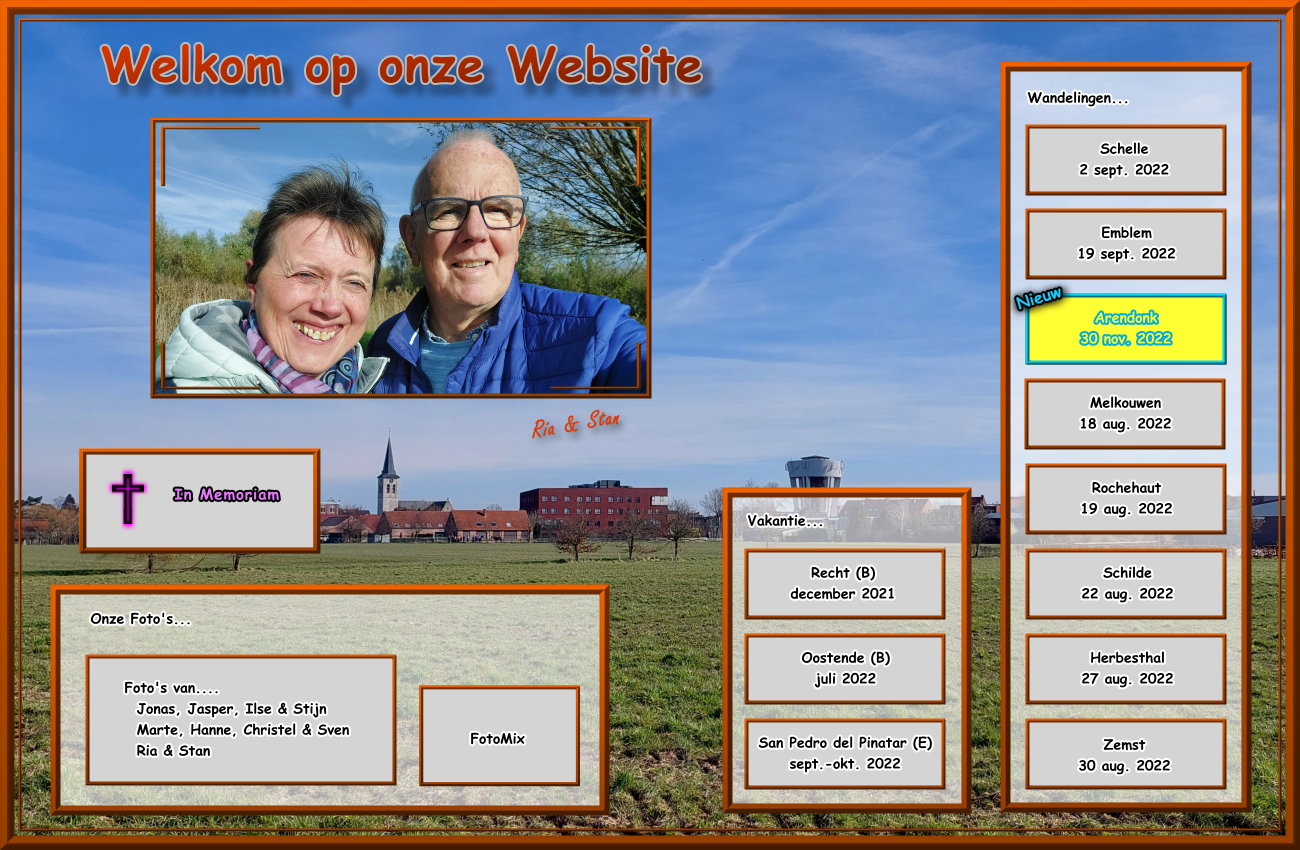 Welkom op onze Website
Ria & Stan
In Memoriam
Onze Foto's...
Foto's van....
Jonas, Jasper, Ilse & Stijn
Marte, Hanne, Christel & Sven
Ria & Stan
FotoMix
Vakantie...
Recht (B)
december 2021
Oostende (B)
juli 2022
San Pedro del Pinatar (E)
sept.-okt. 2022
Wandelingen...
Schelle
2 sept. 2022
Emblem
19 sept. 2022
Nieuw
Arendonk
30 nov. 2022
Melkouwen
18 aug. 2022
Rochehaut
19 aug. 2022
Schilde
22 aug. 2022
Herbesthal
27 aug. 2022
Zemst
30 aug. 2022